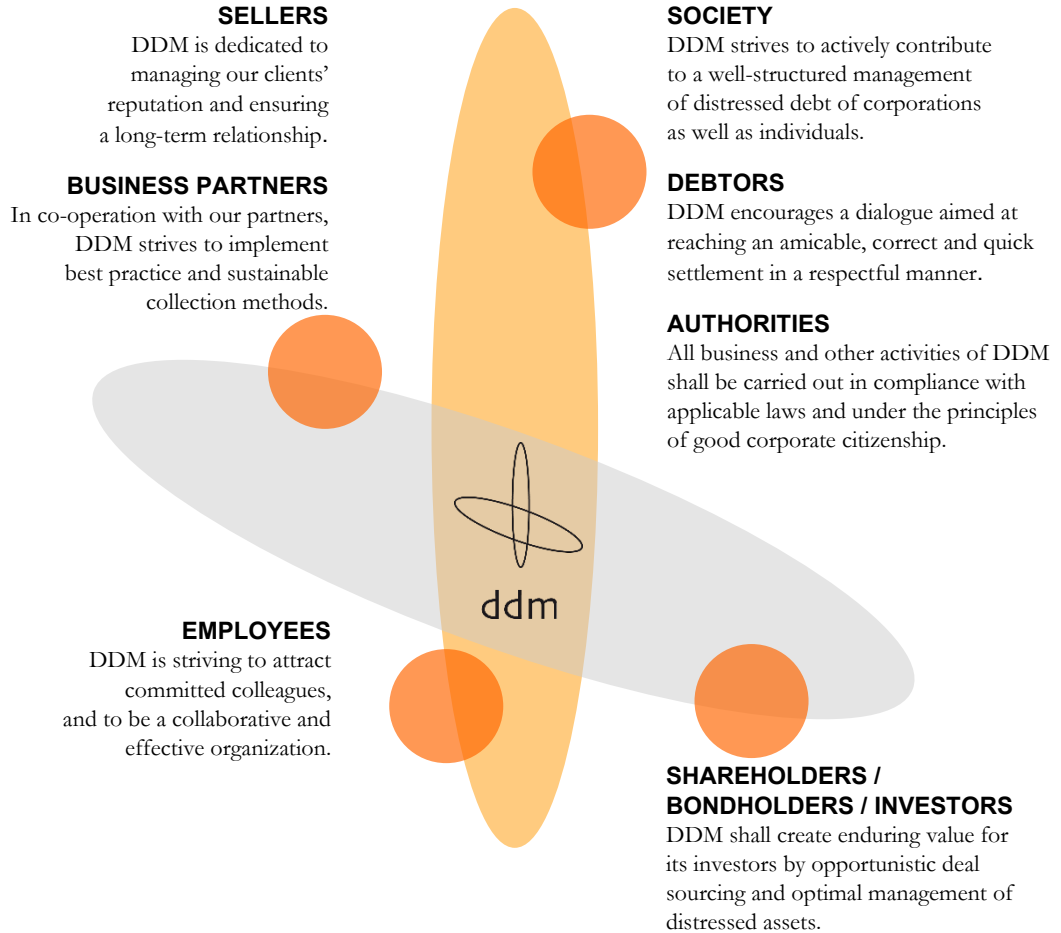 SELLERS
DDM is dedicated to
managing our clients’
reputation and ensuring
a long-term relationship.
BUSINESS PARTNERS
In co-operation with our partners,
DDM strives to implement
best practice and sustainable
collection methods.
SOCIETY
DDM strives to actively contribute
to a well-structured management
of distressed debt of corporations
as well as individuals.
DEBTORS
DDM encourages a dialogue aimed at
reaching an amicable, correct and quick
settlement in a respectful manner.
AUTHORITIES
All business and other activities of DDM
shall be carried out in compliance with
applicable laws and under the principles
of good corporate citizenship.
ddm
EMPLOYEES
DDM is striving to attract
committed colleagues,
and to be a collaborative and
effective organization.
SHAREHOLDERS /
BONDHOLDERS / INVESTORS
DDM shall create enduring value for
its investors by opportunistic deal
sourcing and optimal management of
distressed assets.